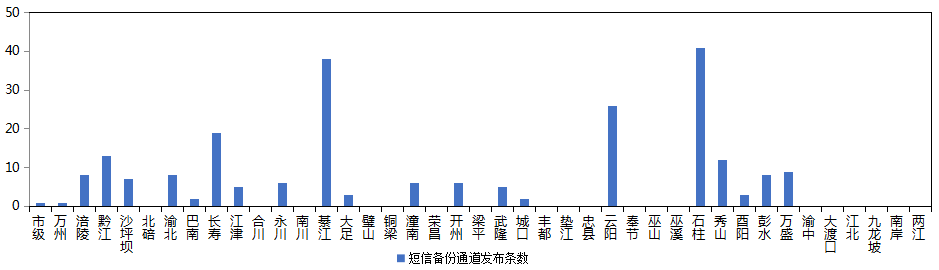 50
40
30
20
10
0
市级
万州
涪陵
黔江
沙坪坝
北碚
渝北
巴南
长寿
江津
合川
永川
南川
綦江
大足
璧山
铜梁
潼南
荣昌
开州
梁平
武隆
城口
丰都
垫江
忠县
云阳
奉节
巫山
巫溪
石柱
秀山
酉阳
彭水
万盛
渝中
大渡口
江北
九龙坡
南岸
两江
短信备份通道发布条数